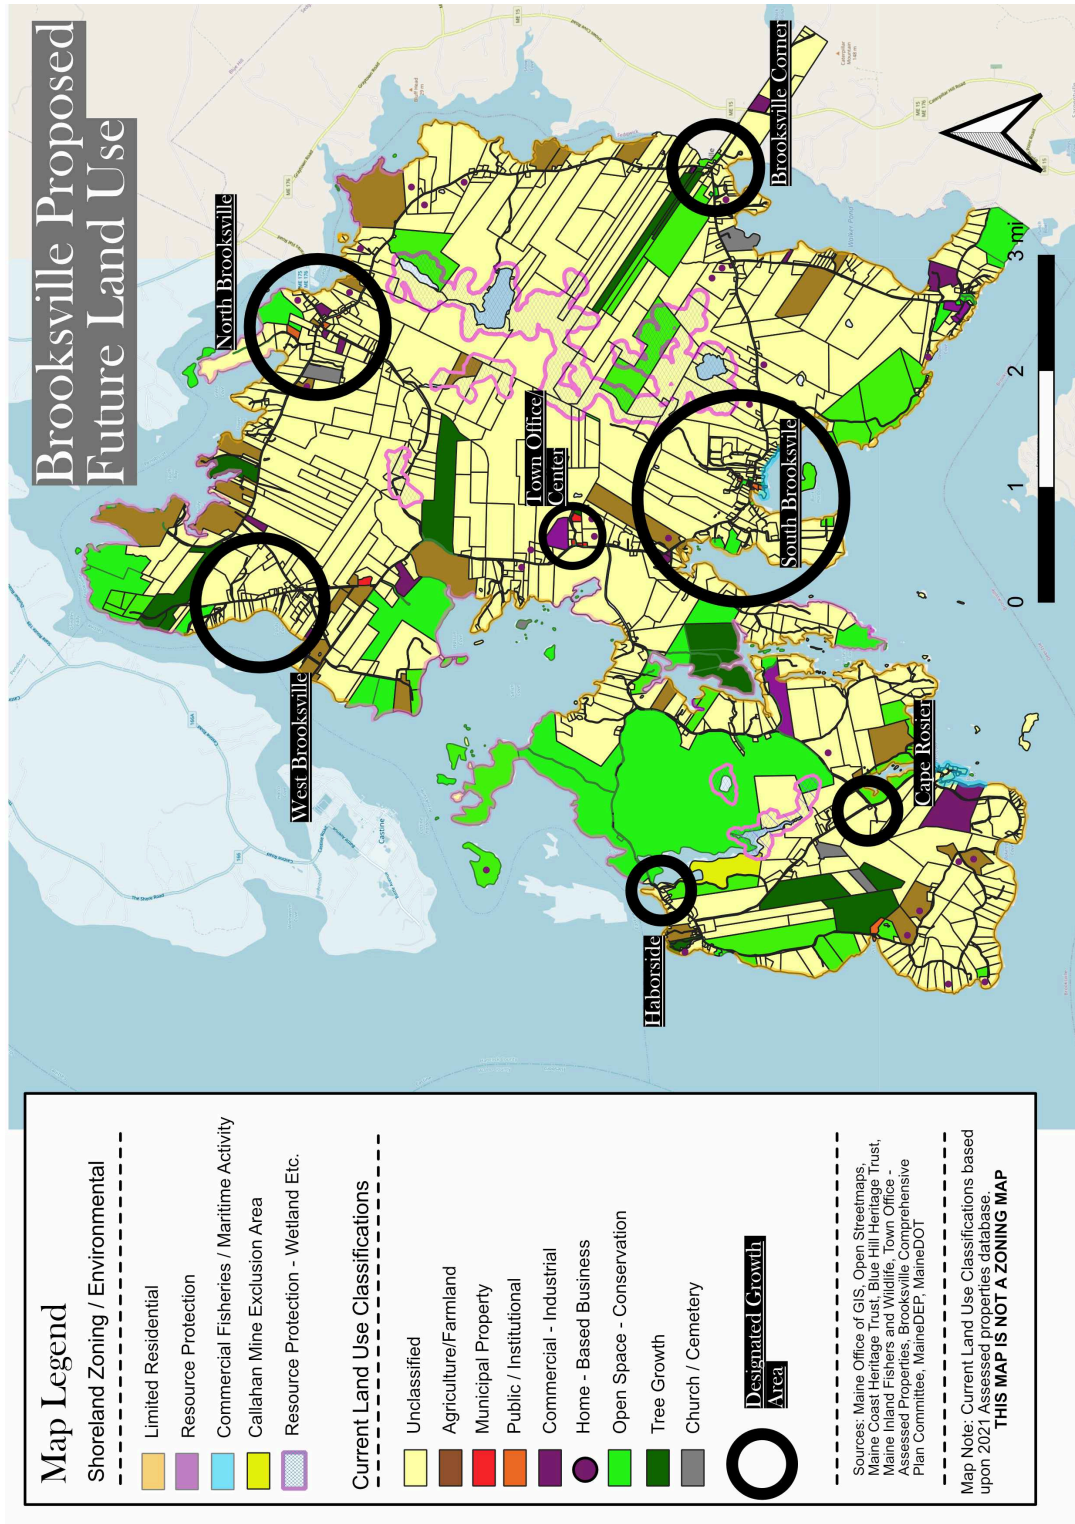 Brooksville Proposed
Future Land Use
North Brooksville
Brooksville Corner
West Brooksville
Town Office/
Center
South Brooksvile
Haborside
Cape Rosier
Castine
0
1
2
3 mi
Map Legend
Shoreland Zoning / Environmental
Limited Residential
Resource Protection
Commercial Fisheries / Maritime Activity
Callahan Mine Exclusion Area
Resource Protection - Wetland Etc.
Current Land Use Classifications
Unclassified
Agriculture/Farmland
Municipal Property
Public / Institutional
Commercial - Industrial
Home - Based Business
Open Space - Conservation
Tree Growth
Church / Cemetery
Designated Growth
Area
Sources: Maine Office of GIS, Open Streetmaps,
Maine Coast Heritage Trust, Blue Hill Heritage Trust,
Maine Inland Fishers and Wildlife, Town Office -
Assessed Properties, Brooksville Comprehensive
Plan Committee, MaineDEP, MaineDOT
Map Note: Current Land Use Classifications based
upon 2021 Assessed properties database.
THIS MAP IS NOT A ZONING MAP